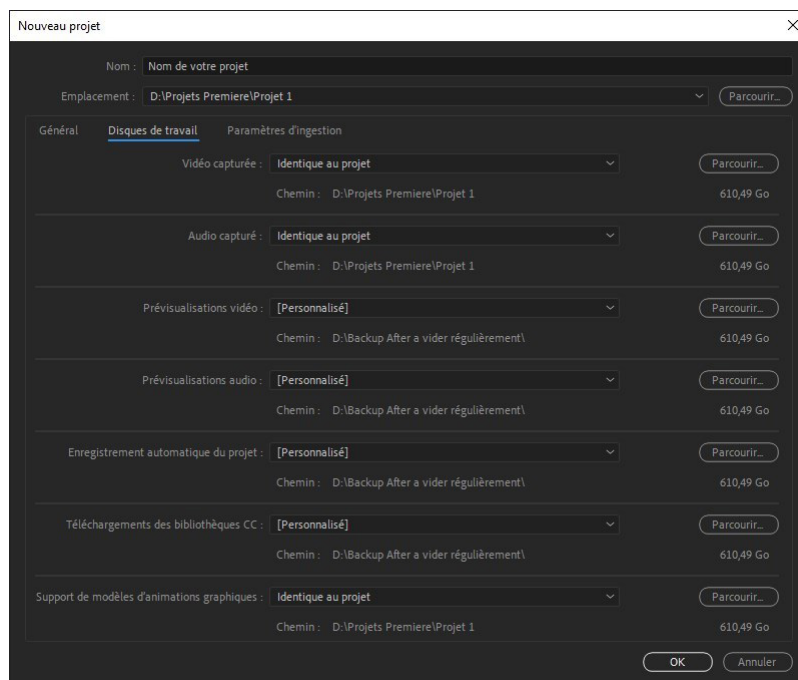 Nouveau projet
Nom : Nom de votre projet
Emplacement : D:\Projets Premiere\Projet 1 Parcourir...
Général Disques de travail Paramètres d'ingestion
Vidéo capturée : Identique au projet Parcourir...
Chemin : D:\Projets Premiere\Projet 1 610,49 Go
Audio capturé : Identique au projet Parcourir...
Chemin : D:\Projets Premiere\Projet 1 610,49 Go
Prévisualisations vidéo : [Personnalisé] Parcourir...
Chemin : D:\Backup After a vider régulièrement\ 610,49 Go
Prévisualisations audio : [Personnalisé] Parcourir...
Chemin : D:\Backup After a vider régulièrement\ 610,49 Go
Enregistrement automatique du projet : [Personnalisé] Parcourir...
Chemin : D:\Backup After a vider régulièrement\ 610,49 Go
Téléchargements des bibliothèques CC : [Personnalisé] Parcourir...
Chemin : D:\Backup After a vider régulièrement\ 610,49 Go
Support de modèles d'animations graphiques : Identique au projet Parcourir...
Chemin : D:\Projets Premiere\Projet 1 610,49 Go
OK Annuler